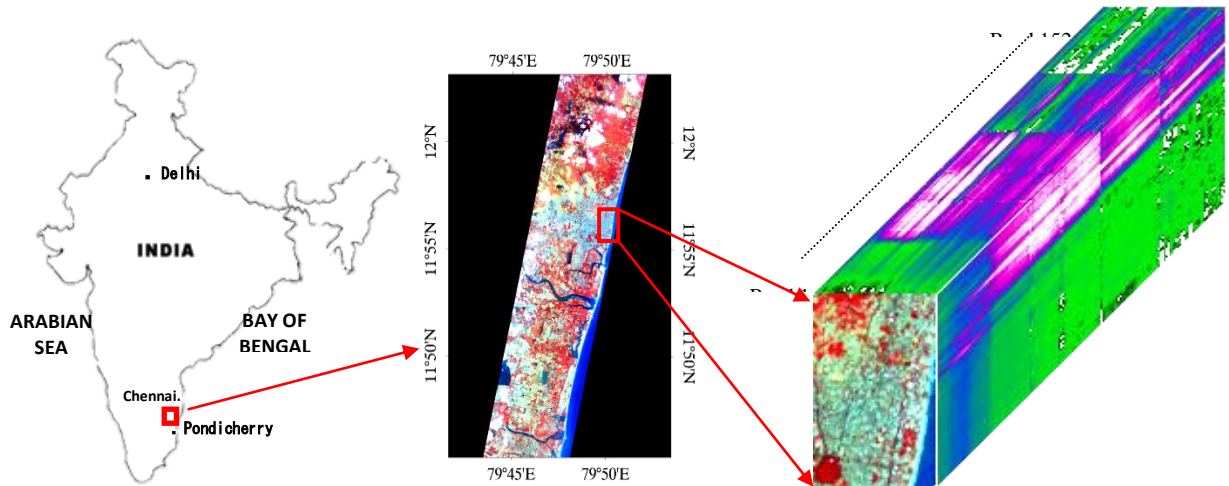 Delhi
INDIA
ARABIAN
SEA
BAY OF
BENGAL
Chennai.
Pondicherry
79°45'E
79°50'E
12°N
12°N
11°55'N
11°55'N
11°50'N
11°50'N
79°45'E
79°50'E